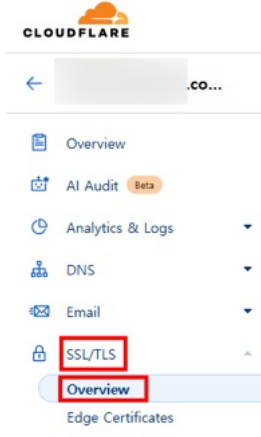 CLOUDFLARE
.co...
Overview
AI Audit Beta
Analytics & Logs
DNS
Email
SSL/TLS
Overview
Edge Certificates